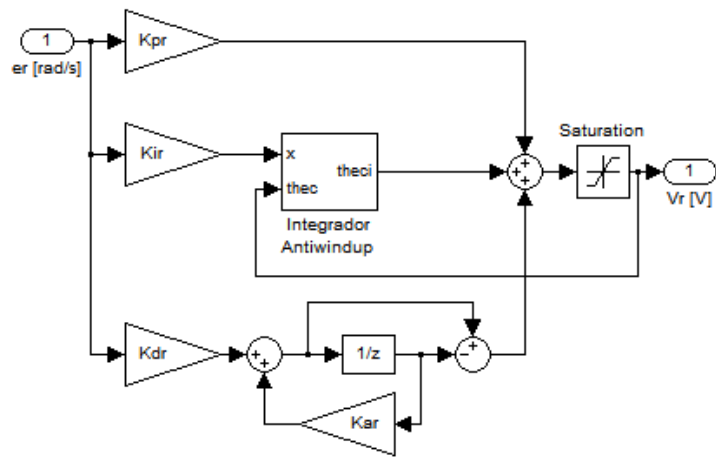 1
er [rad/s]
Kpr
Kir
x
thec
theci
Integrador
Antiwindup
Saturation
1
Vr [V]
Kdr
1/z
Kar